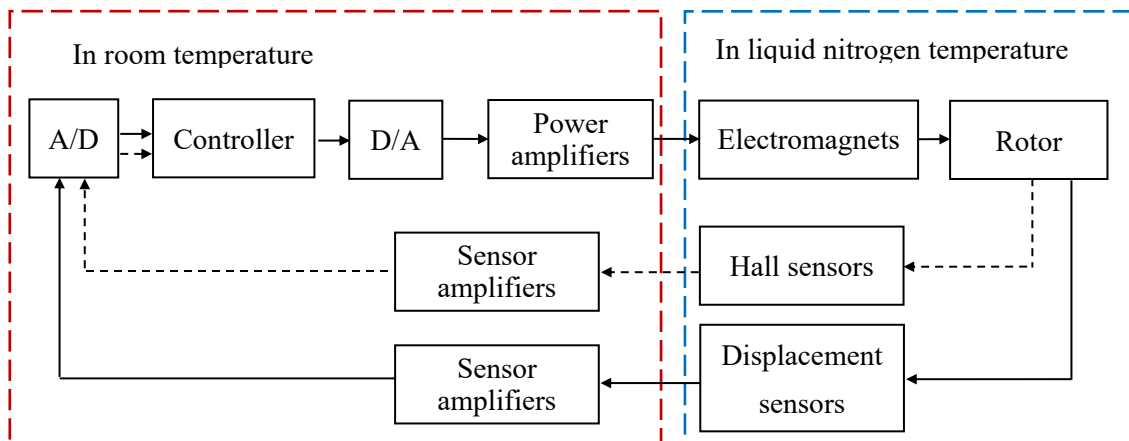 In room temperature
In liquid nitrogen temperature
A/D
Controller
D/A
Power
amplifiers
Electromagnets
Rotor
Sensor
amplifiers
Hall sensors
Sensor
amplifiers
Displacement
sensors